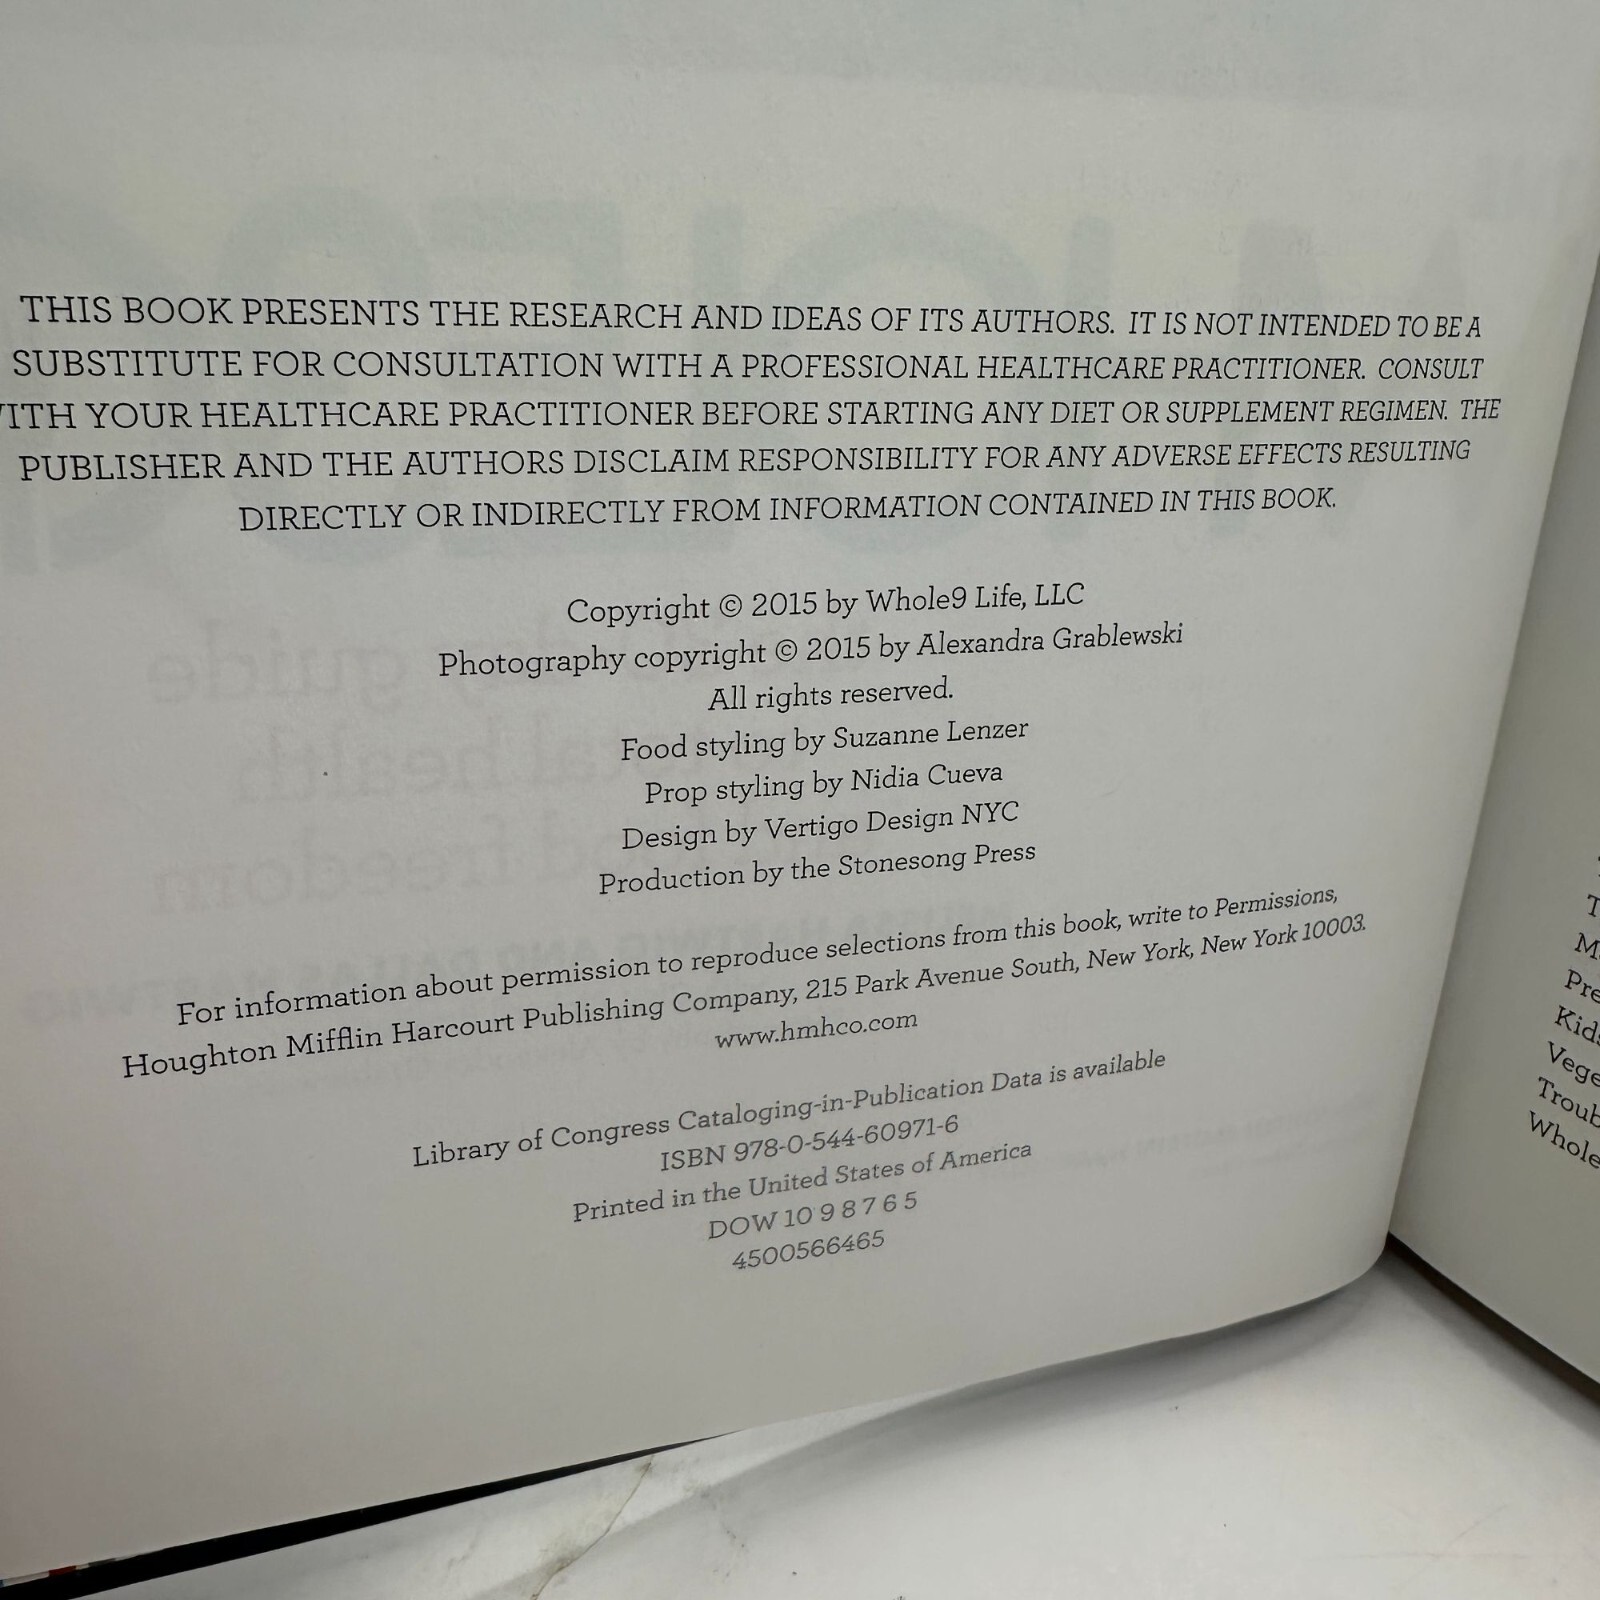 THIS BOOK PRESENTS THE RESEARCH AND IDEAS OF ITS AUTHORS. IT IS NOT INTENDED TO BE A
SUBSTITUTE FOR CONSULTATION WITH A PROFESSIONAL HEALTHCARE PRACTITIONER. CONSULT
WITH YOUR HEALTHCARE PRACTITIONER BEFORE STARTING ANY DIET OR SUPPLEMENT REGIMEN. THE
PUBLISHER AND THE AUTHORS DISCLAIM RESPONSIBILITY FOR ANY ADVERSE EFFECTS RESULTING
DIRECTLY OR INDIRECTLY FROM INFORMATION CONTAINED IN THIS BOOK.
Copyright © 2015 by Whole9 Life, LLC
Photography copyright © 2015 by Alexandra Grablewski
All rights reserved.
Food styling by Suzanne Lenzer
Prop styling by Nidia Cueva
Design by Vertigo Design NYC
Production by the Stonesong Press
For information about permission to reproduce selections from this book, write to Permissions,
Houghton Mifflin Harcourt Publishing Company, 215 Park Avenue South, New York, New York 10003.
www.hmhco.com
Library of Congress Cataloging-in-Publication Data is available
ISBN 978-0-544-60971-6
Printed in the United States of America
DOW 10 9 8 7 6 5
4500566465
Pre
Kids
Vege
Troub
Whole